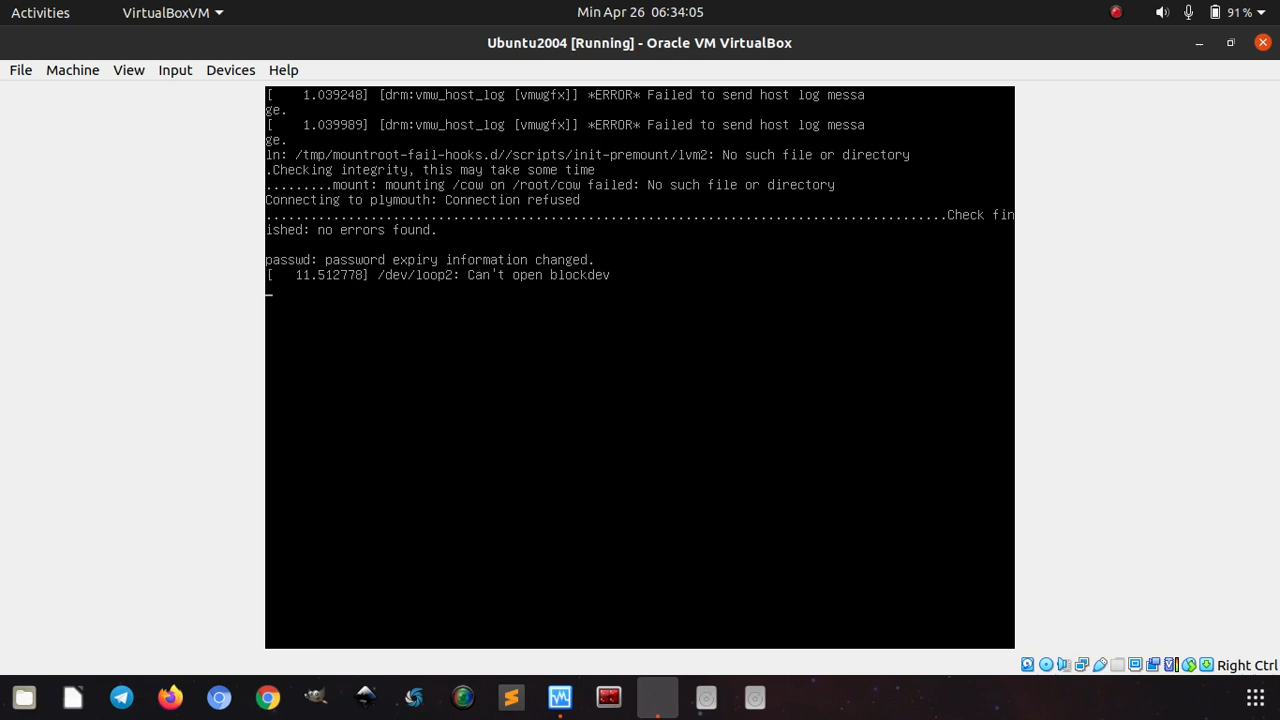 Activities VirtualBoxVM Min Apr 26 06:34:05 91 %
Ubuntu2004 [Running] - Oracle VM VirtualBox
File Machine View Input Devices Help
[    1.039248] [drm:vmw_host_log [vmwgfx]] *ERROR* Failed to send host log messa
ge.
[    1.039989] [drm:vmw_host_log [vmwgfx]] *ERROR* Failed to send host log messa
ge.
ln: /tmp/mountroot-fail-hooks.d//scripts/init-premount/lvm2: No such file or directory
.Checking integrity, this may take some time
.........mount: mounting /cow on /root/cow failed: No such file or directory
Connecting to plymouth: Connection refused
...........................................................................................Check fin
ished: no errors found.
passwd: password expiry information changed.
[   11.512778] /dev/loop2: Can't open blockdev
Right Ctrl